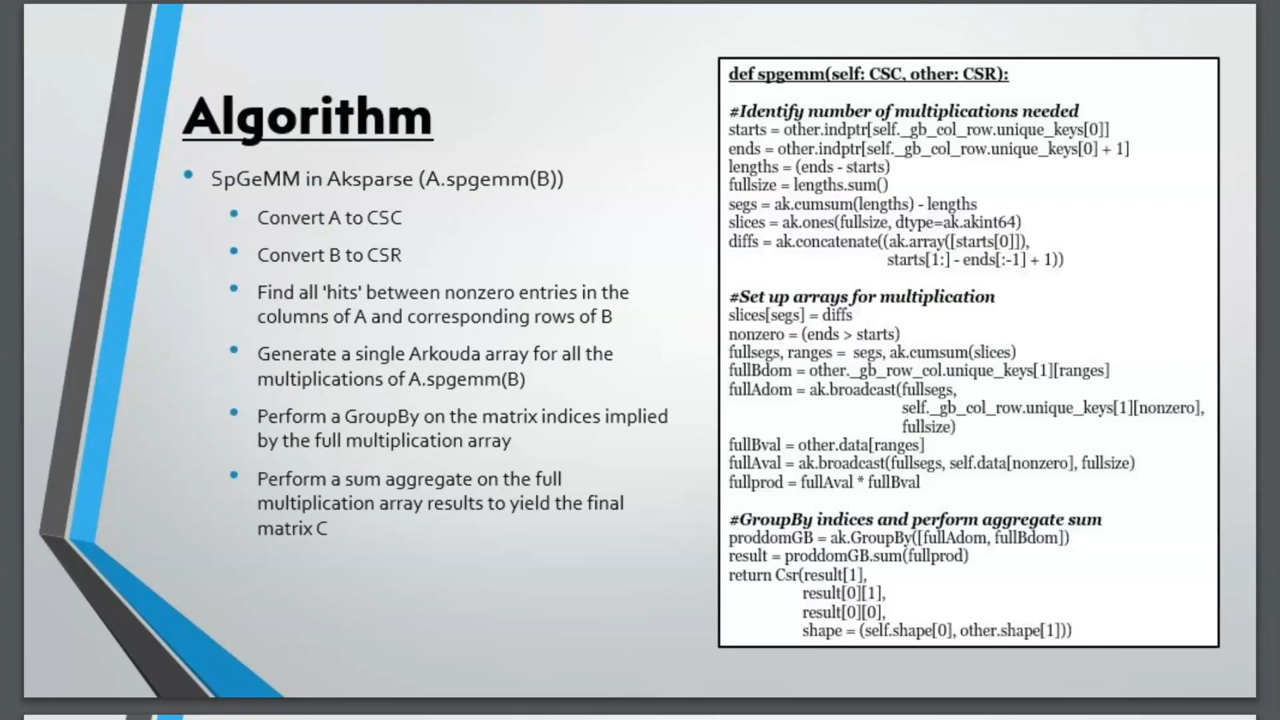 Algorithm
SpGeMM in Aksparse (A.spgemm(B))
Convert A to CSC
Convert B to CSR
Find all 'hits' between nonzero entries in the
columns of A and corresponding rows of B
Generate a single Arkouda array for all the
multiplications of A.spgemm(B)
Perform a GroupBy on the matrix indices implied
by the full multiplication array
Perform a sum aggregate on the full
multiplication array results to yield the final
matrix C
def spgemm(self: CSC, other: CSR):
#Identify number of multiplications needed
starts = other.indptr[self._gb_col_row.unique_keys[0]]
ends = other.indptr[self._gb_col_row.unique_keys[0] + 1]
lengths = (ends - starts)
fullsize = lengths.sum()
segs = ak.cumsum(lengths) - lengths
slices = ak.ones(fullsize, dtype=ak.akint64)
diffs = ak.concatenate((ak.array([starts[0]]),
starts[1:] - ends[:-1] + 1))
#Set up arrays for multiplication
slices[segs] = diffs
nonzero = (ends > starts)
fullsegs, ranges = segs, ak.cumsum(slices)
fullBdom = other._gb_row_col.unique_keys[1][ranges]
fullAdom = ak.broadcast(fullsegs,
self._gb_col_row.unique_keys[1][nonzero],
fullsize)
fullBval = other.data[ranges]
fullAval = ak.broadcast(fullsegs, self.data[nonzero], fullsize)
fullprod = fullAval * fullBval
#GroupBy indices and perform aggregate sum
proddomGB = ak.GroupBy([fullAdom, fullBdom])
result = proddomGB.sum(fullprod)
return Csr(result[1],
result[0][1],
result[0][0],
shape = (self.shape[0], other.shape[1]))